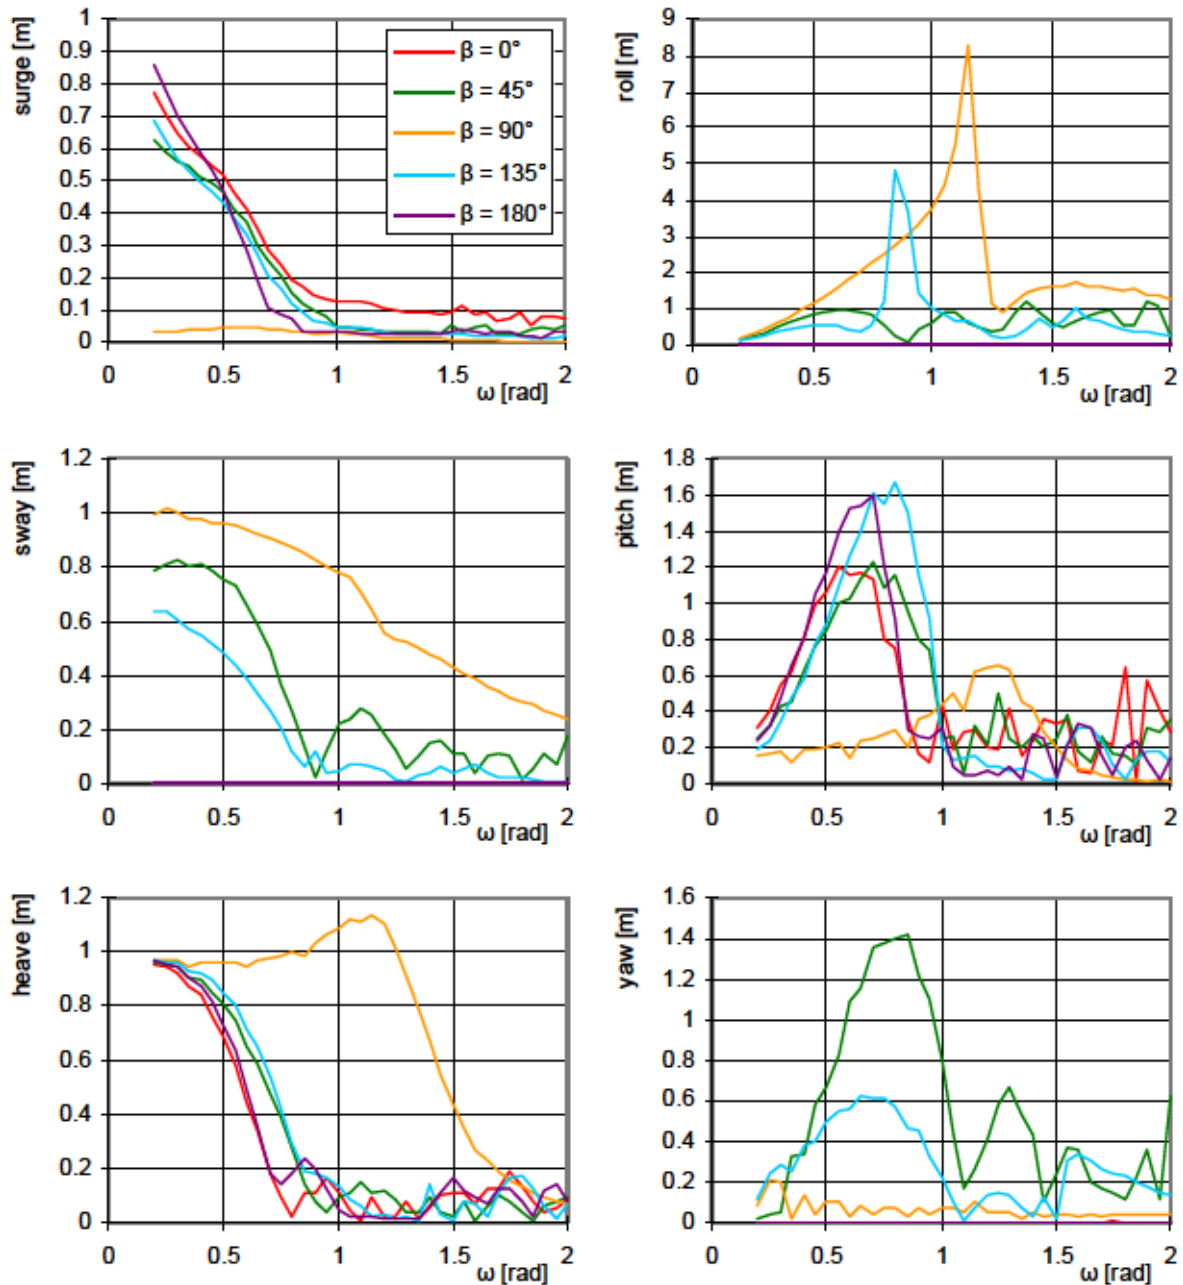 surge [m]
1
0.9
0.8
0.7
0.6
0.5
0.4
0.3
0.2
0.1
0
0 0.5 1 1.5 2
ω [rad]
β = 0°
β = 45°
β = 90°
β = 135°
β = 180°
roll [m]
9
8
7
6
5
4
3
2
1
0
0 0.5 1 1.5 2
ω [rad]
sway [m]
1.2
1
0.8
0.6
0.4
0.2
0
0 0.5 1 1.5 2
ω [rad]
pitch [m]
1.8
1.6
1.4
1.2
1
0.8
0.6
0.4
0.2
0
0 0.5 1 1.5 2
ω [rad]
heave [m]
1.2
1
0.8
0.6
0.4
0.2
0
0 0.5 1 1.5 2
ω [rad]
yaw [m]
1.6
1.4
1.2
1
0.8
0.6
0.4
0.2
0
0 0.5 1 1.5 2
ω [rad]